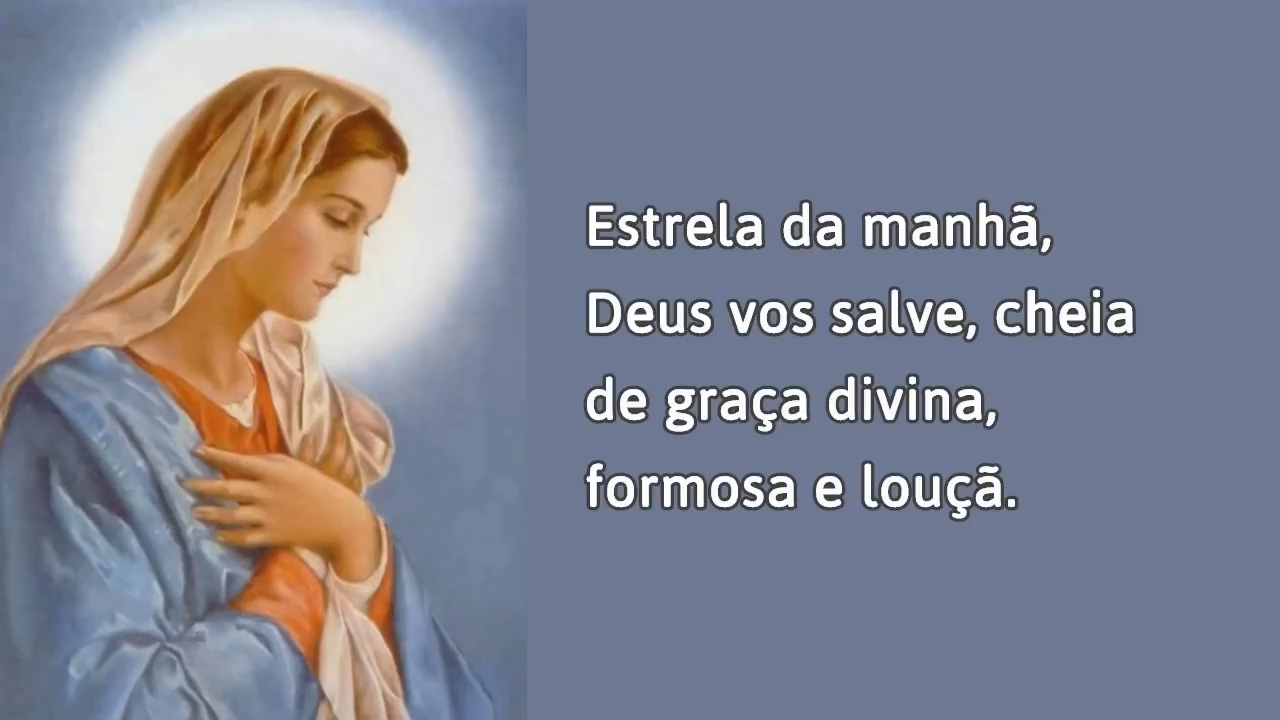 Estrela da manhã,
Deus vos salve, cheia
de graça divina,
formosa e louçã.